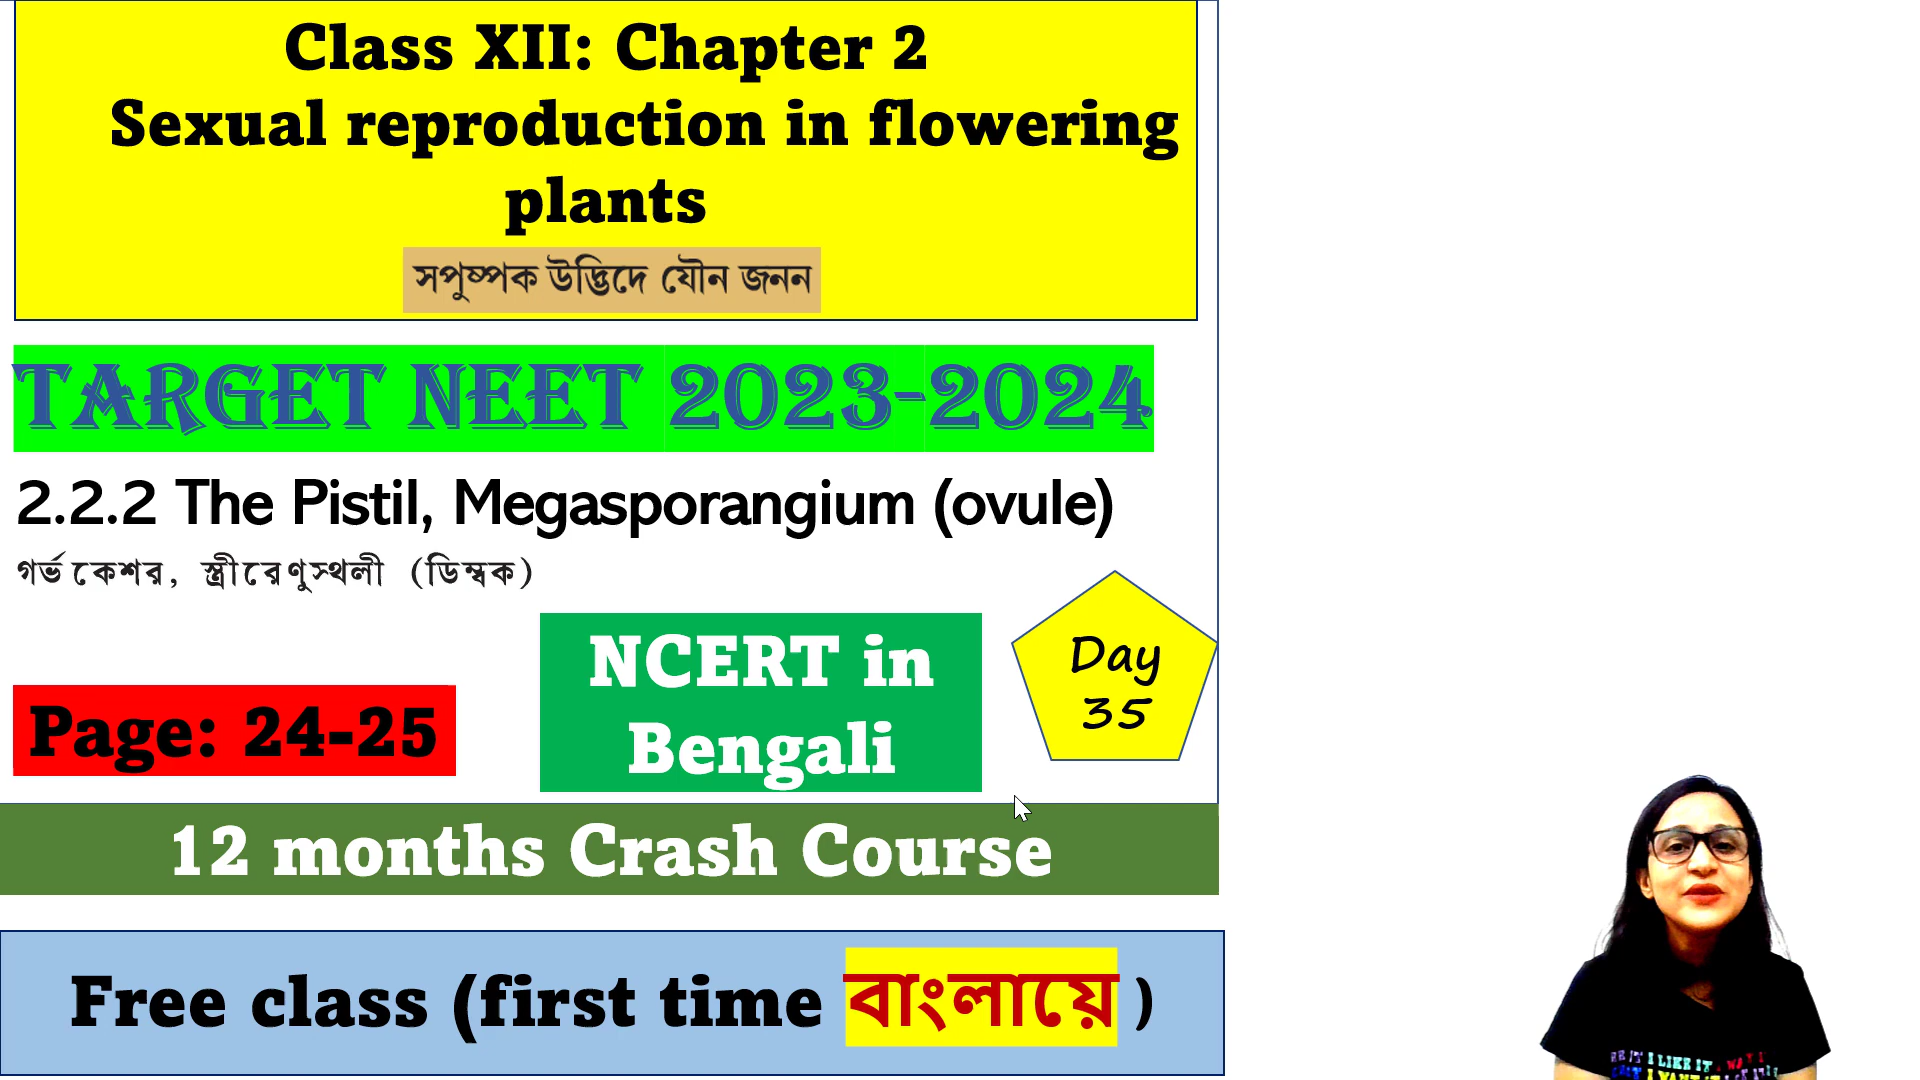 Class XII: Chapter 2
Sexual reproduction in flowering
plants
সপুষ্পক উদ্ভিদে যৌন জনন
TARGET NEET 2023-2024
2.2.2 The Pistil, Megasporangium (ovule)
গর্ভকেশর, স্ত্রীরেণুস্থলী (ডিম্বক)
NCERT in
Bengali
Day
35
Page: 24-25
12 months Crash Course
Free class (first time বাংলায়ে )